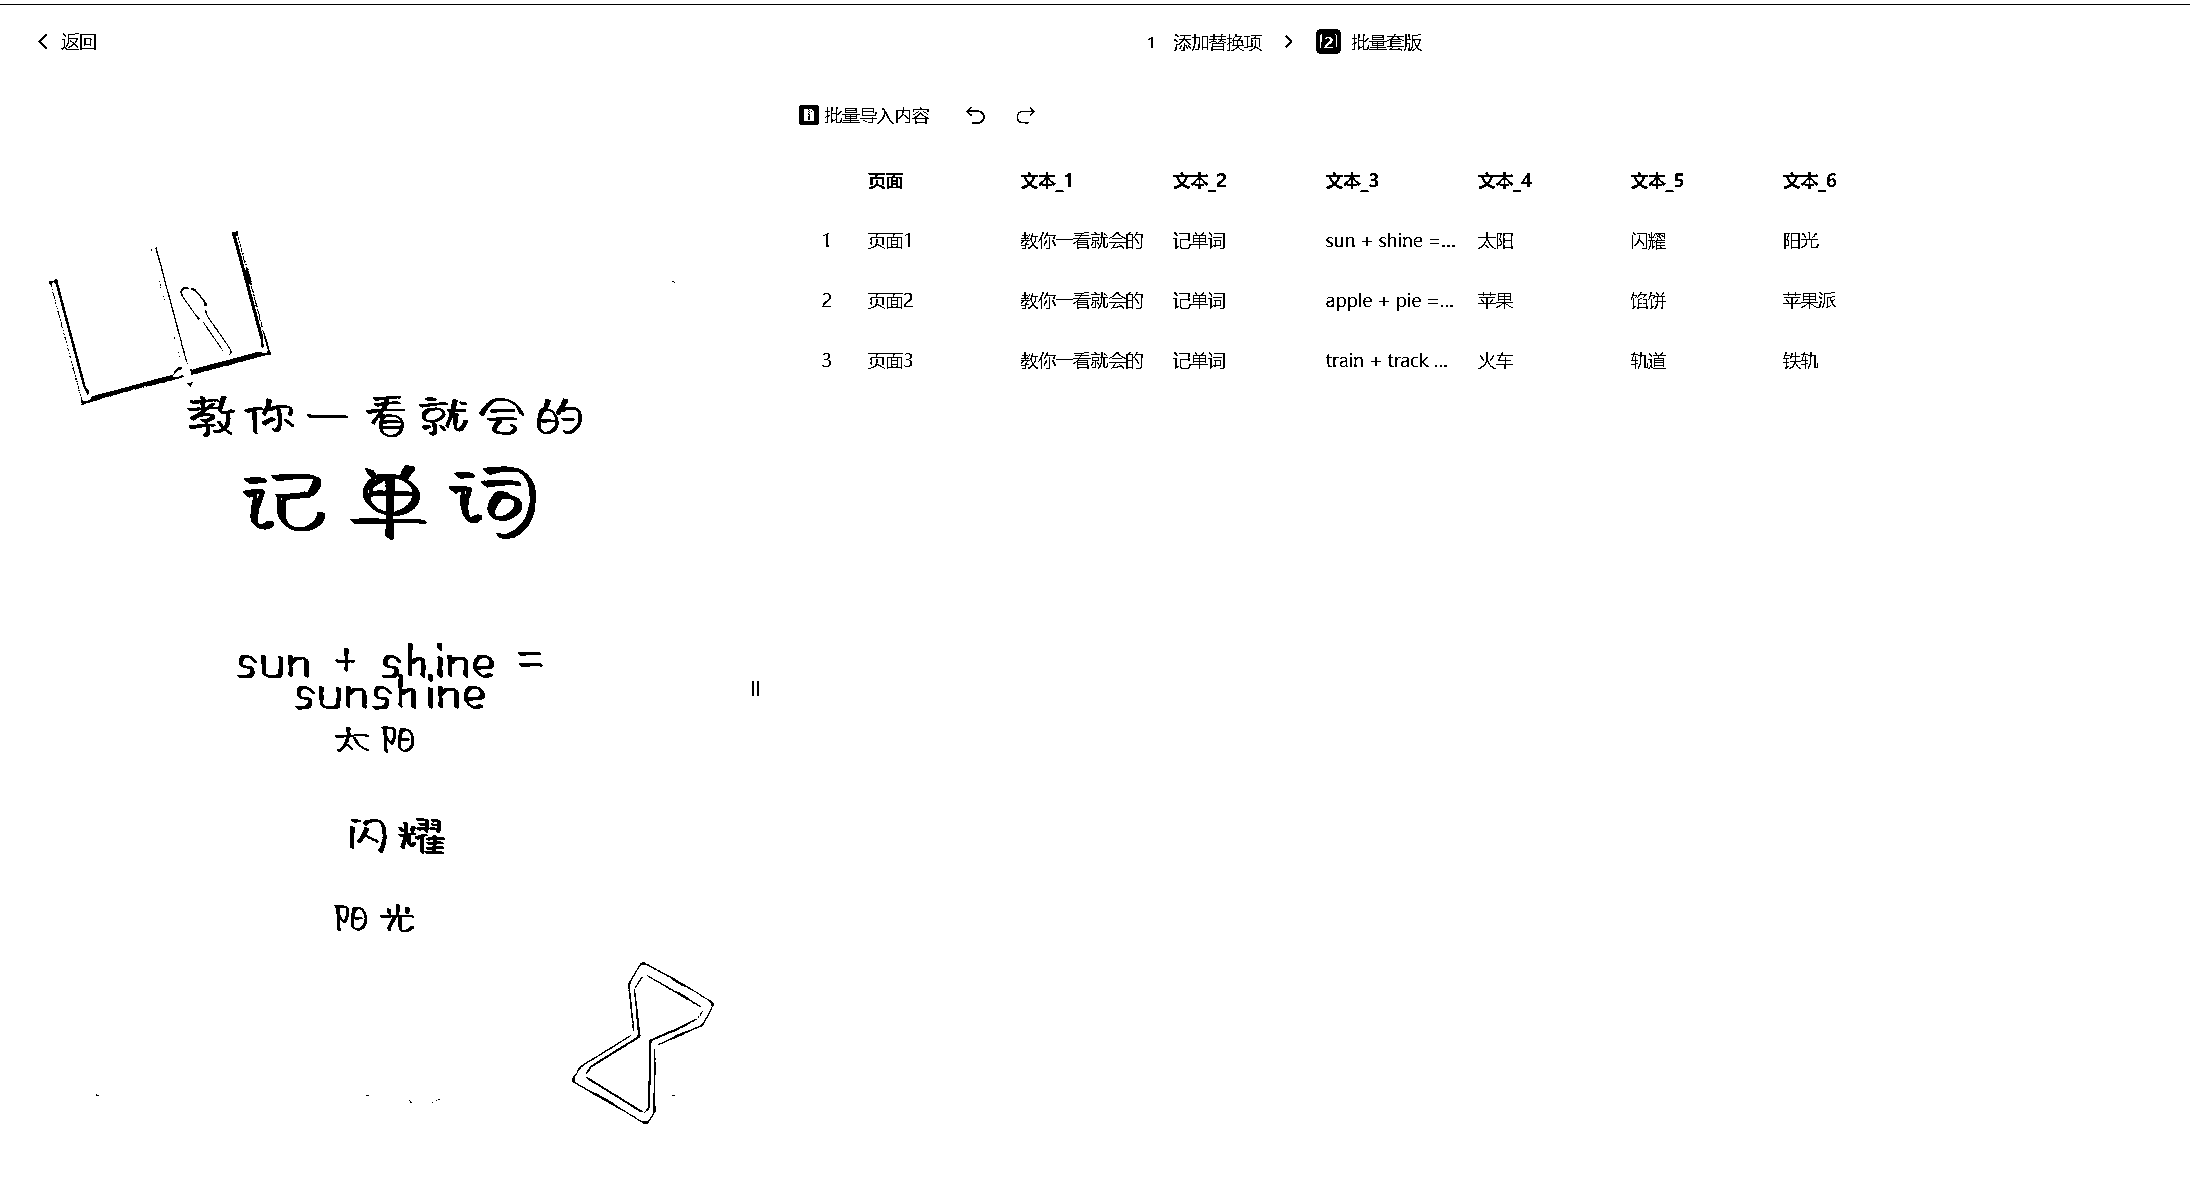 返回
1 添加替换项 > 2 批量套版
批量导入内容
页面 文本_1 文本_2 文本_3 文本_4 文本_5 文本_6
1 页面1 教你一看就会的 记单词 sun + shine =... 太阳 闪耀 阳光
2 页面2 教你一看就会的 记单词 apple + pie =... 苹果 馅饼 苹果派
3 页面3 教你一看就会的 记单词 train + track ... 火车 轨道 铁轨
教你一看就会的
记单词
sun + shine =
sunshine
太阳
闪耀
阳光